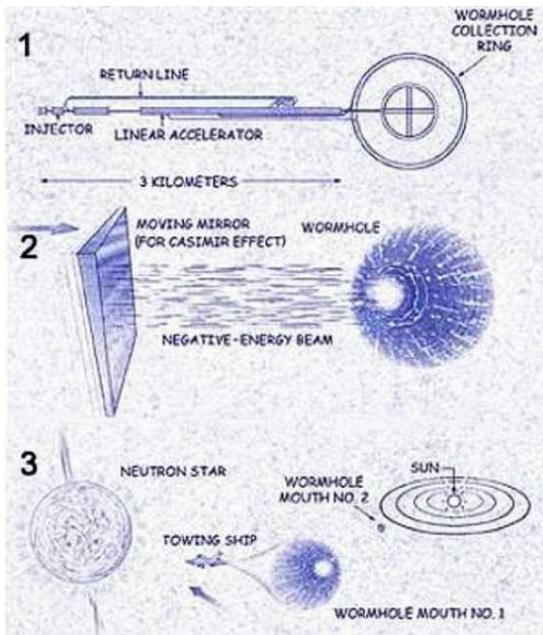 1
WORMHOLE
COLLECTION
RING
RETURN LINE
INJECTOR
LINEAR ACCELERATOR
3 KILOMETERS
2
MOVING MIRROR
(FOR CASIMIR EFFECT)
WORMHOLE
NEGATIVE-ENERGY BEAM
3
NEUTRON STAR
SUN
WORMHOLE
MOUTH NO. 2
TOWING SHIP
WORMHOLE MOUTH NO. 1